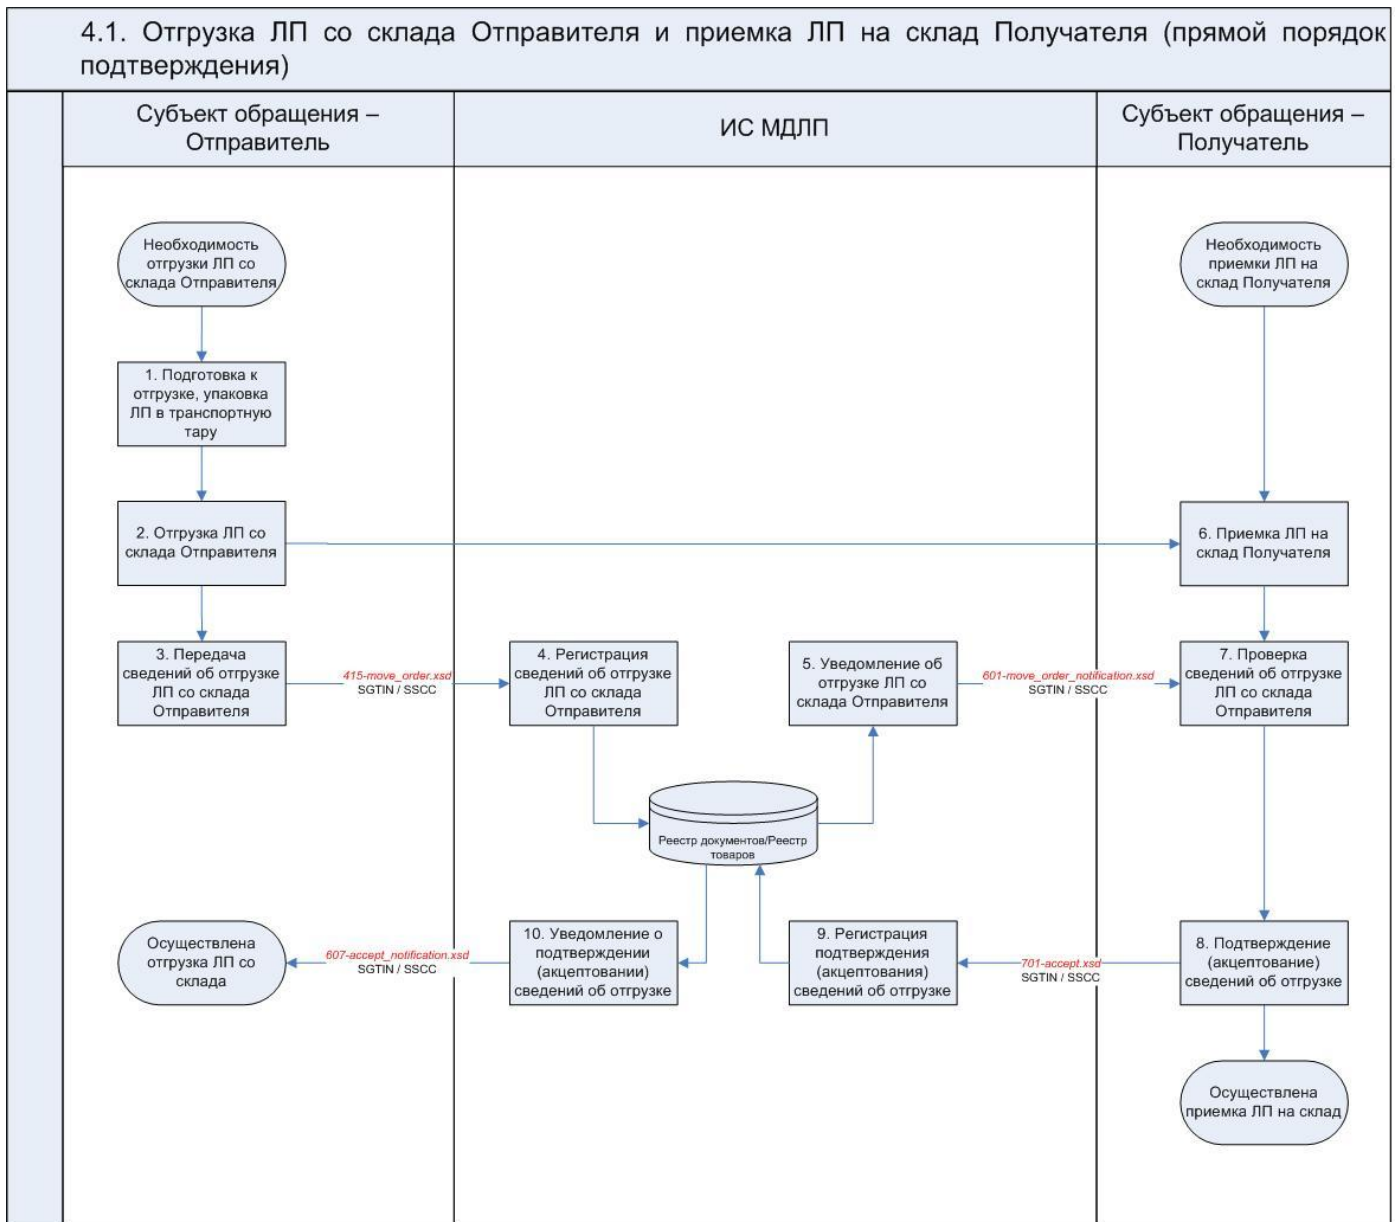 4.1. Отгрузка ЛП со склада Отправителя и приемка ЛП на склад Получателя (прямой порядок
подтверждения)
Субъект обращения –
Отправитель
ИС МДЛП
Субъект обращения –
Получатель
Необходимость
отгрузки ЛП со
склада Отправителя
Необходимость
приемки ЛП на
склад Получателя
1. Подготовка к
отгрузке, упаковка
ЛП в транспортную
тару
2. Отгрузка ЛП со
склада Отправителя
6. Приемка ЛП на
склад Получателя
3. Передача
сведений об отгрузке
ЛП со склада
Отправителя
415-move_order.xsd
SGTIN / SSCC
4. Регистрация
сведений об отгрузке
ЛП со склада
Отправителя
5. Уведомление об
отгрузке ЛП со
склада Отправителя
601-move_order_notification.xsd
SGTIN / SSCC
7. Проверка
сведений об отгрузке
ЛП со склада
Отправителя
Реестр документов/Реестр
товаров
Осуществлена
отгрузка ЛП со
склада
607-accept_notification.xsd
SGTIN / SSCC
10. Уведомление о
подтверждении
(акцептовании)
сведений об отгрузке
9. Регистрация
подтверждения
(акцептования)
сведений об отгрузке
701-accept.xsd
SGTIN / SSCC
8. Подтверждение
(акцептование)
сведений об отгрузке
Осуществлена
приемка ЛП на склад